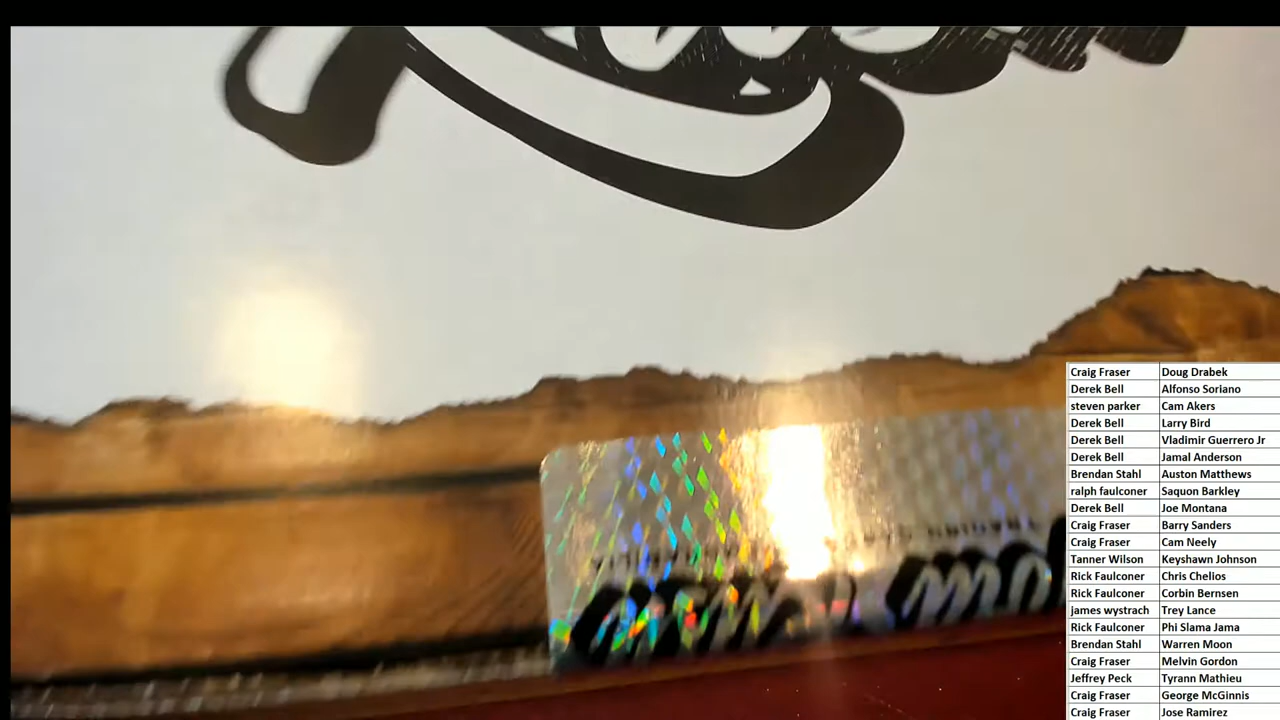 Craig Fraser Doug Drabek
Derek Bell Alfonso Soriano
steven parker Cam Akers
Derek Bell Larry Bird
Derek Bell Vladimir Guerrero Jr
Derek Bell Jamal Anderson
Brendan Stahl Auston Matthews
ralph faulconer Saquon Barkley
Derek Bell Joe Montana
Craig Fraser Barry Sanders
Craig Fraser Cam Neely
Tanner Wilson Keyshawn Johnson
Rick Faulconer Chris Chelios
Rick Faulconer Corbin Bernsen
james wystrach Trey Lance
Rick Faulconer Phi Slama Jama
Brendan Stahl Warren Moon
Craig Fraser Melvin Gordon
Jeffrey Peck Tyrann Mathieu
Craig Fraser George McGinnis
Craig Fraser Jose Ramirez